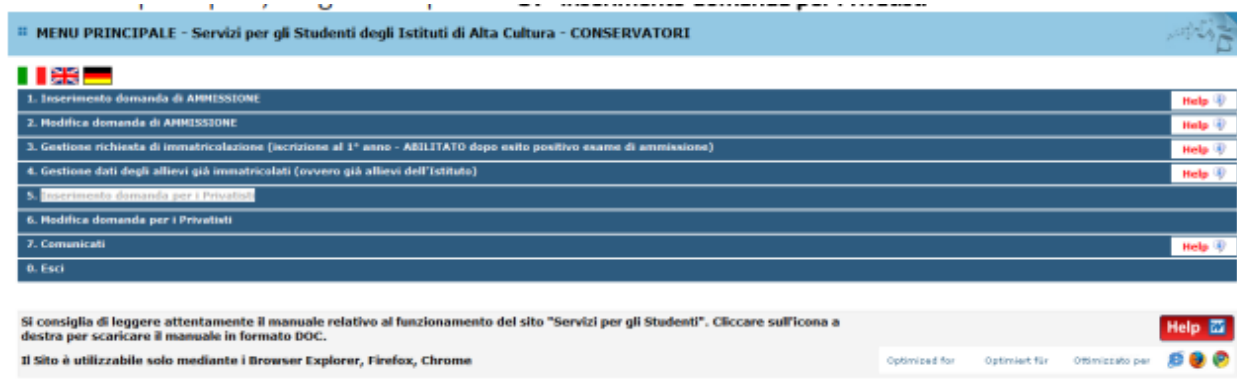 MENU PRINCIPALE - Servizi per gli Studenti degli Istituti di Alta Cultura - CONSERVATORI
1. Inserimento domanda di AMMISSIONE Help
2. Modifica domanda di AMMISSIONE Help
3. Gestione richiesta di immatricolazione (iscrizione al 1° anno - ABILITATO dopo esito positivo esame di ammissione) Help
4. Gestione dati degli allievi già immatricolati (ovvero già allievi dell'Istituto) Help
5. Inserimento domanda per i Privatisti
6. Modifica domanda per i Privatisti
7. Comunicati Help
0. Esci
Si consiglia di leggere attentamente il manuale relativo al funzionamento del sito "Servizi per gli Studenti". Cliccare sull'icona a
destra per scaricare il manuale in formato DOC.
Help
Il Sito è utilizzabile solo mediante i Browser Explorer, Firefox, Chrome
Optimized for Optimiert für Ottimizzato per